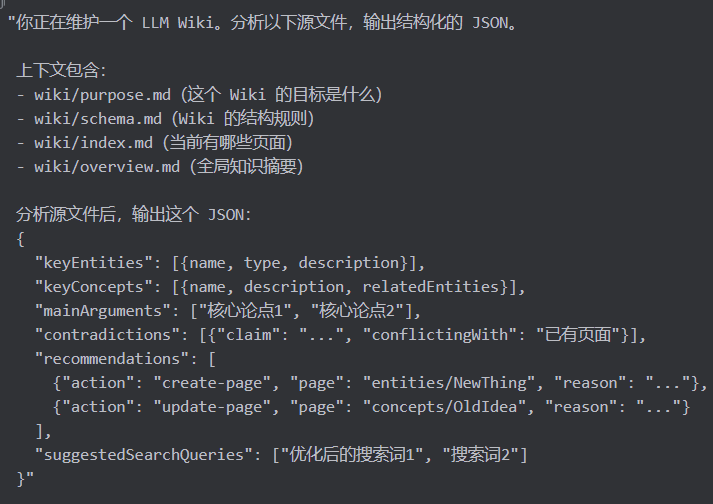 "你正在维护一个 LLM Wiki。分析以下源文件，输出结构化的 JSON。
上下文包含：
- wiki/purpose.md（这个 Wiki 的目标是什么）
- wiki/schema.md（Wiki 的结构规则）
- wiki/index.md（当前有哪些页面）
- wiki/overview.md（全局知识摘要）
分析源文件后，输出这个 JSON：
{
  "keyEntities": [{name, type, description}],
  "keyConcepts": [{name, description, relatedEntities}],
  "mainArguments": ["核心论点1", "核心论点2"],
  "contradictions": [{"claim": "...", "conflictingWith": "已有页面"}],
  "recommendations": [
    {"action": "create-page", "page": "entities/NewThing", "reason": "..."},
    {"action": "update-page", "page": "concepts/OldIdea", "reason": "..."}
  ],
  "suggestedSearchQueries": ["优化后的搜索词1", "搜索词2"]
}"